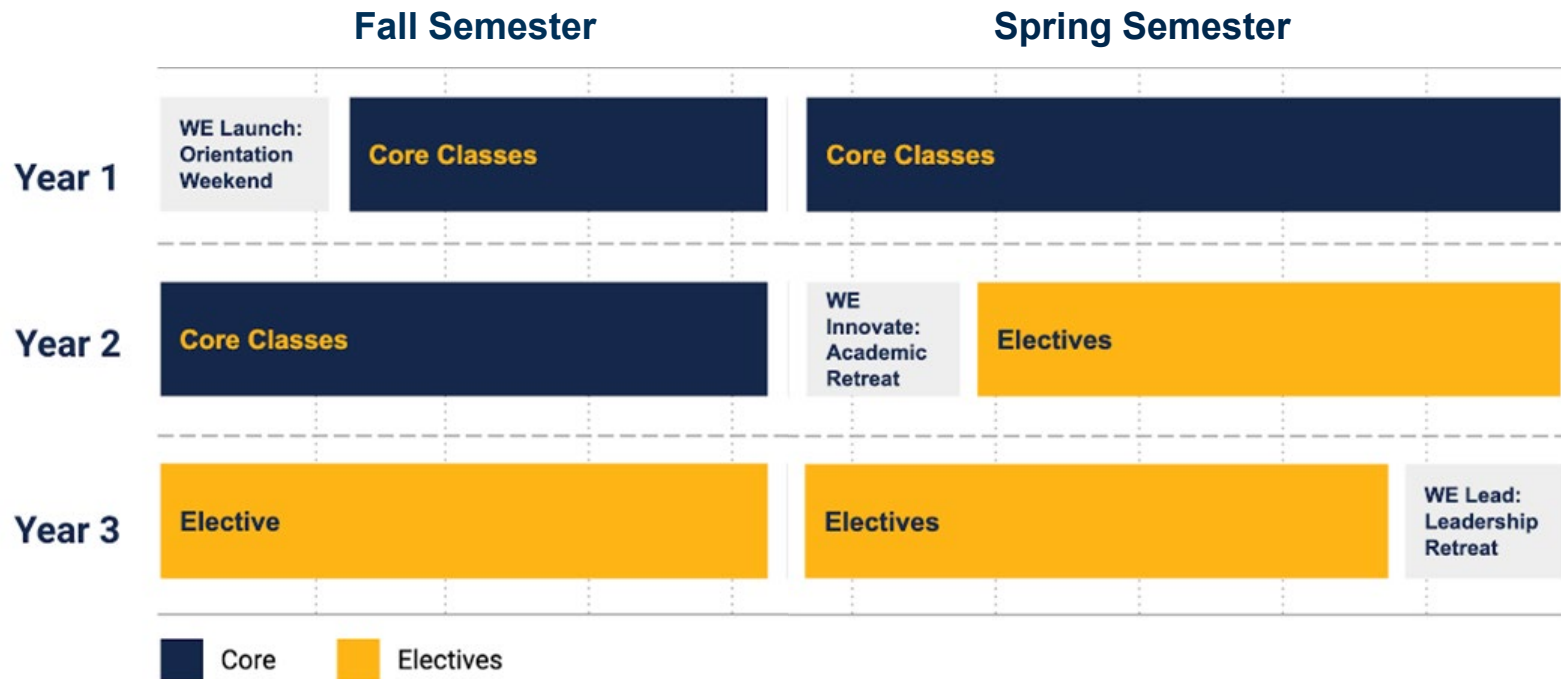 Fall Semester
Spring Semester
Year 1
WE Launch:
Orientation
Weekend
Core Classes
Core Classes
Year 2
Core Classes
WE
Innovate:
Academic
Retreat
Electives
Year 3
Elective
Electives
WE Lead:
Leadership
Retreat
Core
Electives